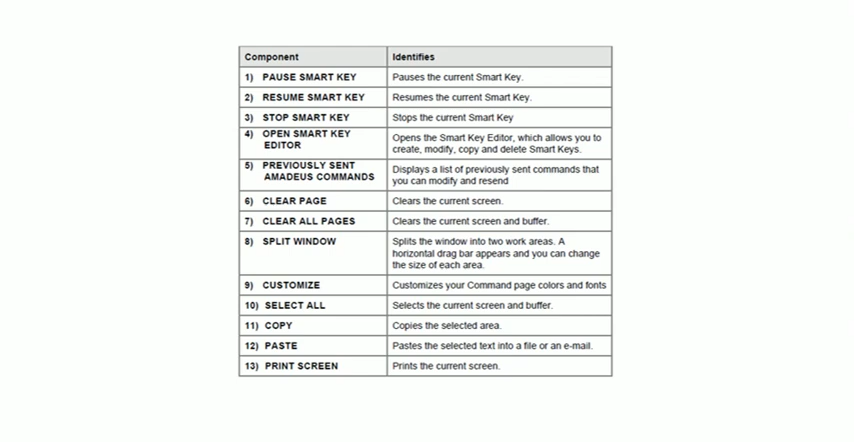 Component Identifies
1) PAUSE SMART KEY Pauses the current Smart Key.
2) RESUME SMART KEY Resumes the current Smart Key.
3) STOP SMART KEY Stops the current Smart Key
4) OPEN SMART KEY
EDITOR
Opens the Smart Key Editor, which allows you to
create, modify, copy and delete Smart Keys.
5) PREVIOUSLY SENT
AMADEUS COMMANDS
Displays a list of previously sent commands that
you can modify and resend
6) CLEAR PAGE Clears the current screen.
7) CLEAR ALL PAGES Clears the current screen and buffer.
8) SPLIT WINDOW Splits the window into two work areas. A
horizontal drag bar appears and you can change
the size of each area.
9) CUSTOMIZE Customizes your Command page colors and fonts
10) SELECT ALL Selects the current screen and buffer.
11) COPY Copies the selected area.
12) PASTE Pastes the selected text into a file or an e-mail.
13) PRINT SCREEN Prints the current screen.